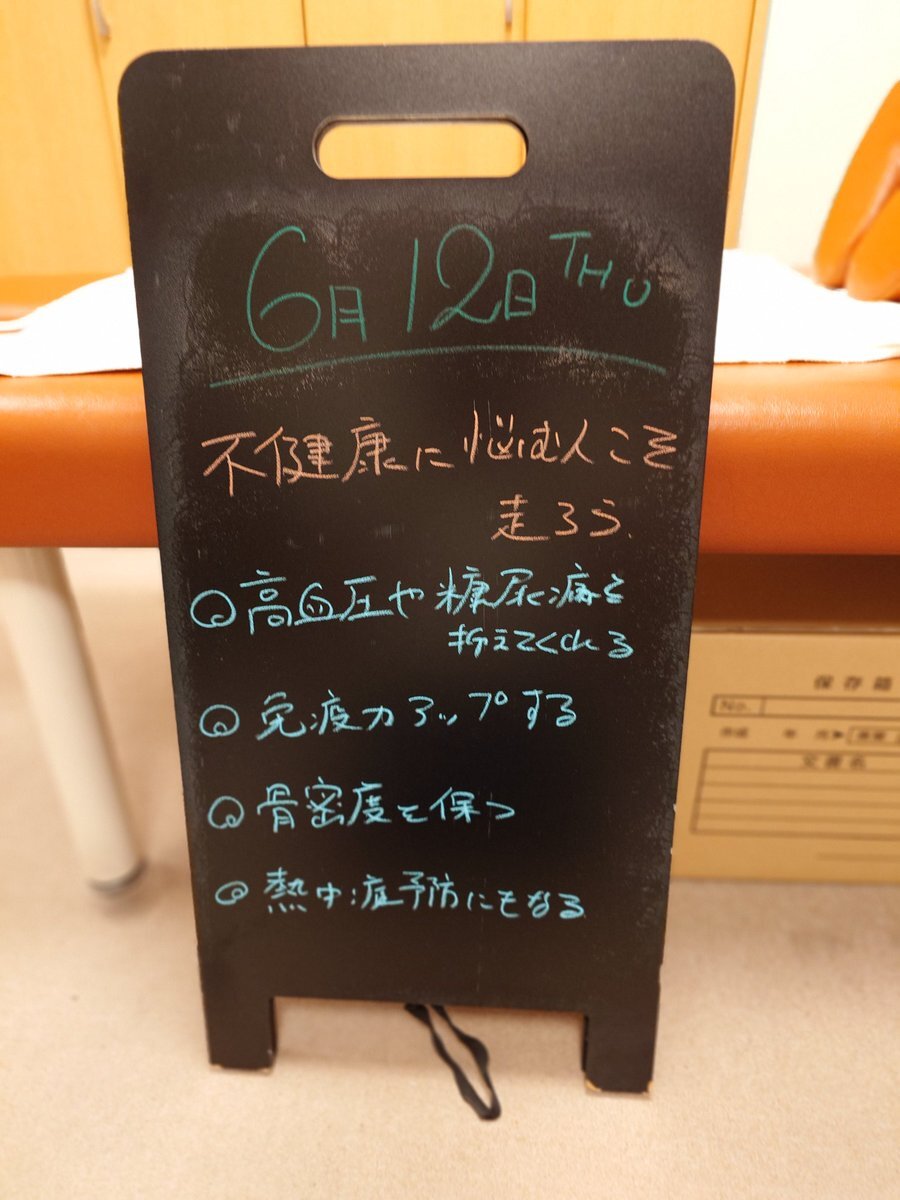 6月12日 THU
不健康に悩む人こそ
走ろう
高血圧や糖尿病を
抑えてくれる
免疫力アップする
骨密度を保つ
熱中症予防にもなる
保存箱
No.
年
文書名